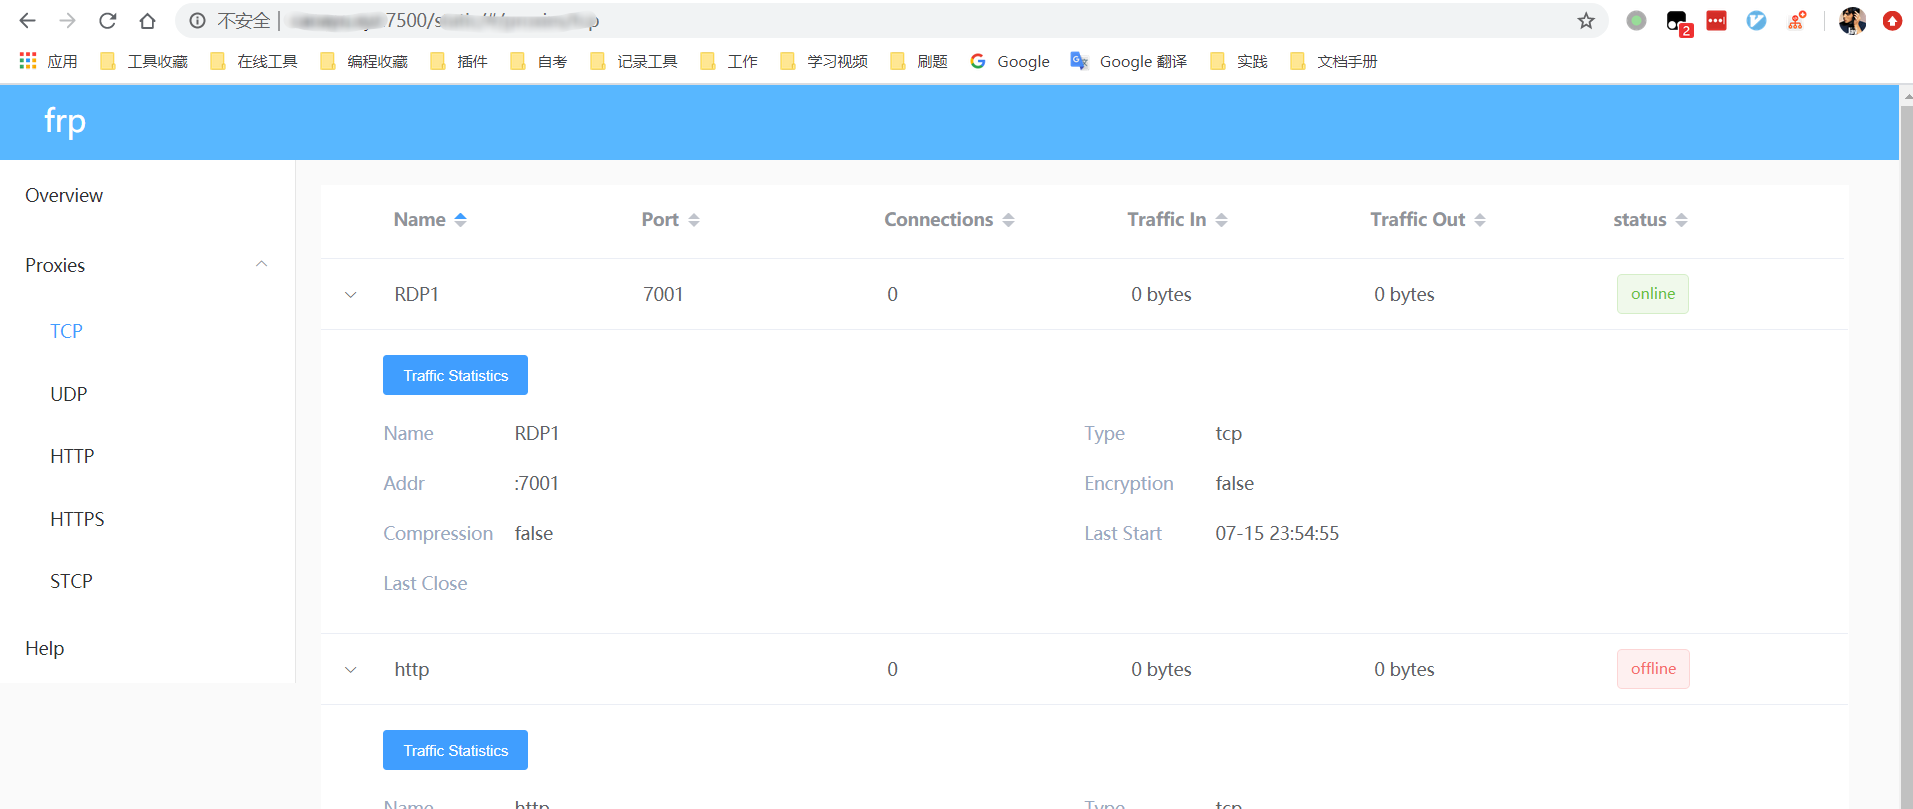 不安全 | 7500/s
2
应用 工具收藏 在线工具 编程收藏 插件 自考 记录工具 工作 学习视频 刷题 Google Google 翻译 实践 文档手册
frp
Overview
Proxies
TCP
UDP
HTTP
HTTPS
STCP
Help
Name Port Connections Traffic In Traffic Out status
RDP1 7001 0 0 bytes 0 bytes online
Traffic Statistics
Name RDP1 Type tcp
Addr :7001 Encryption false
Compression false Last Start 07-15 23:54:55
Last Close
http 0 0 bytes 0 bytes offline
Traffic Statistics
Name http Type tcp